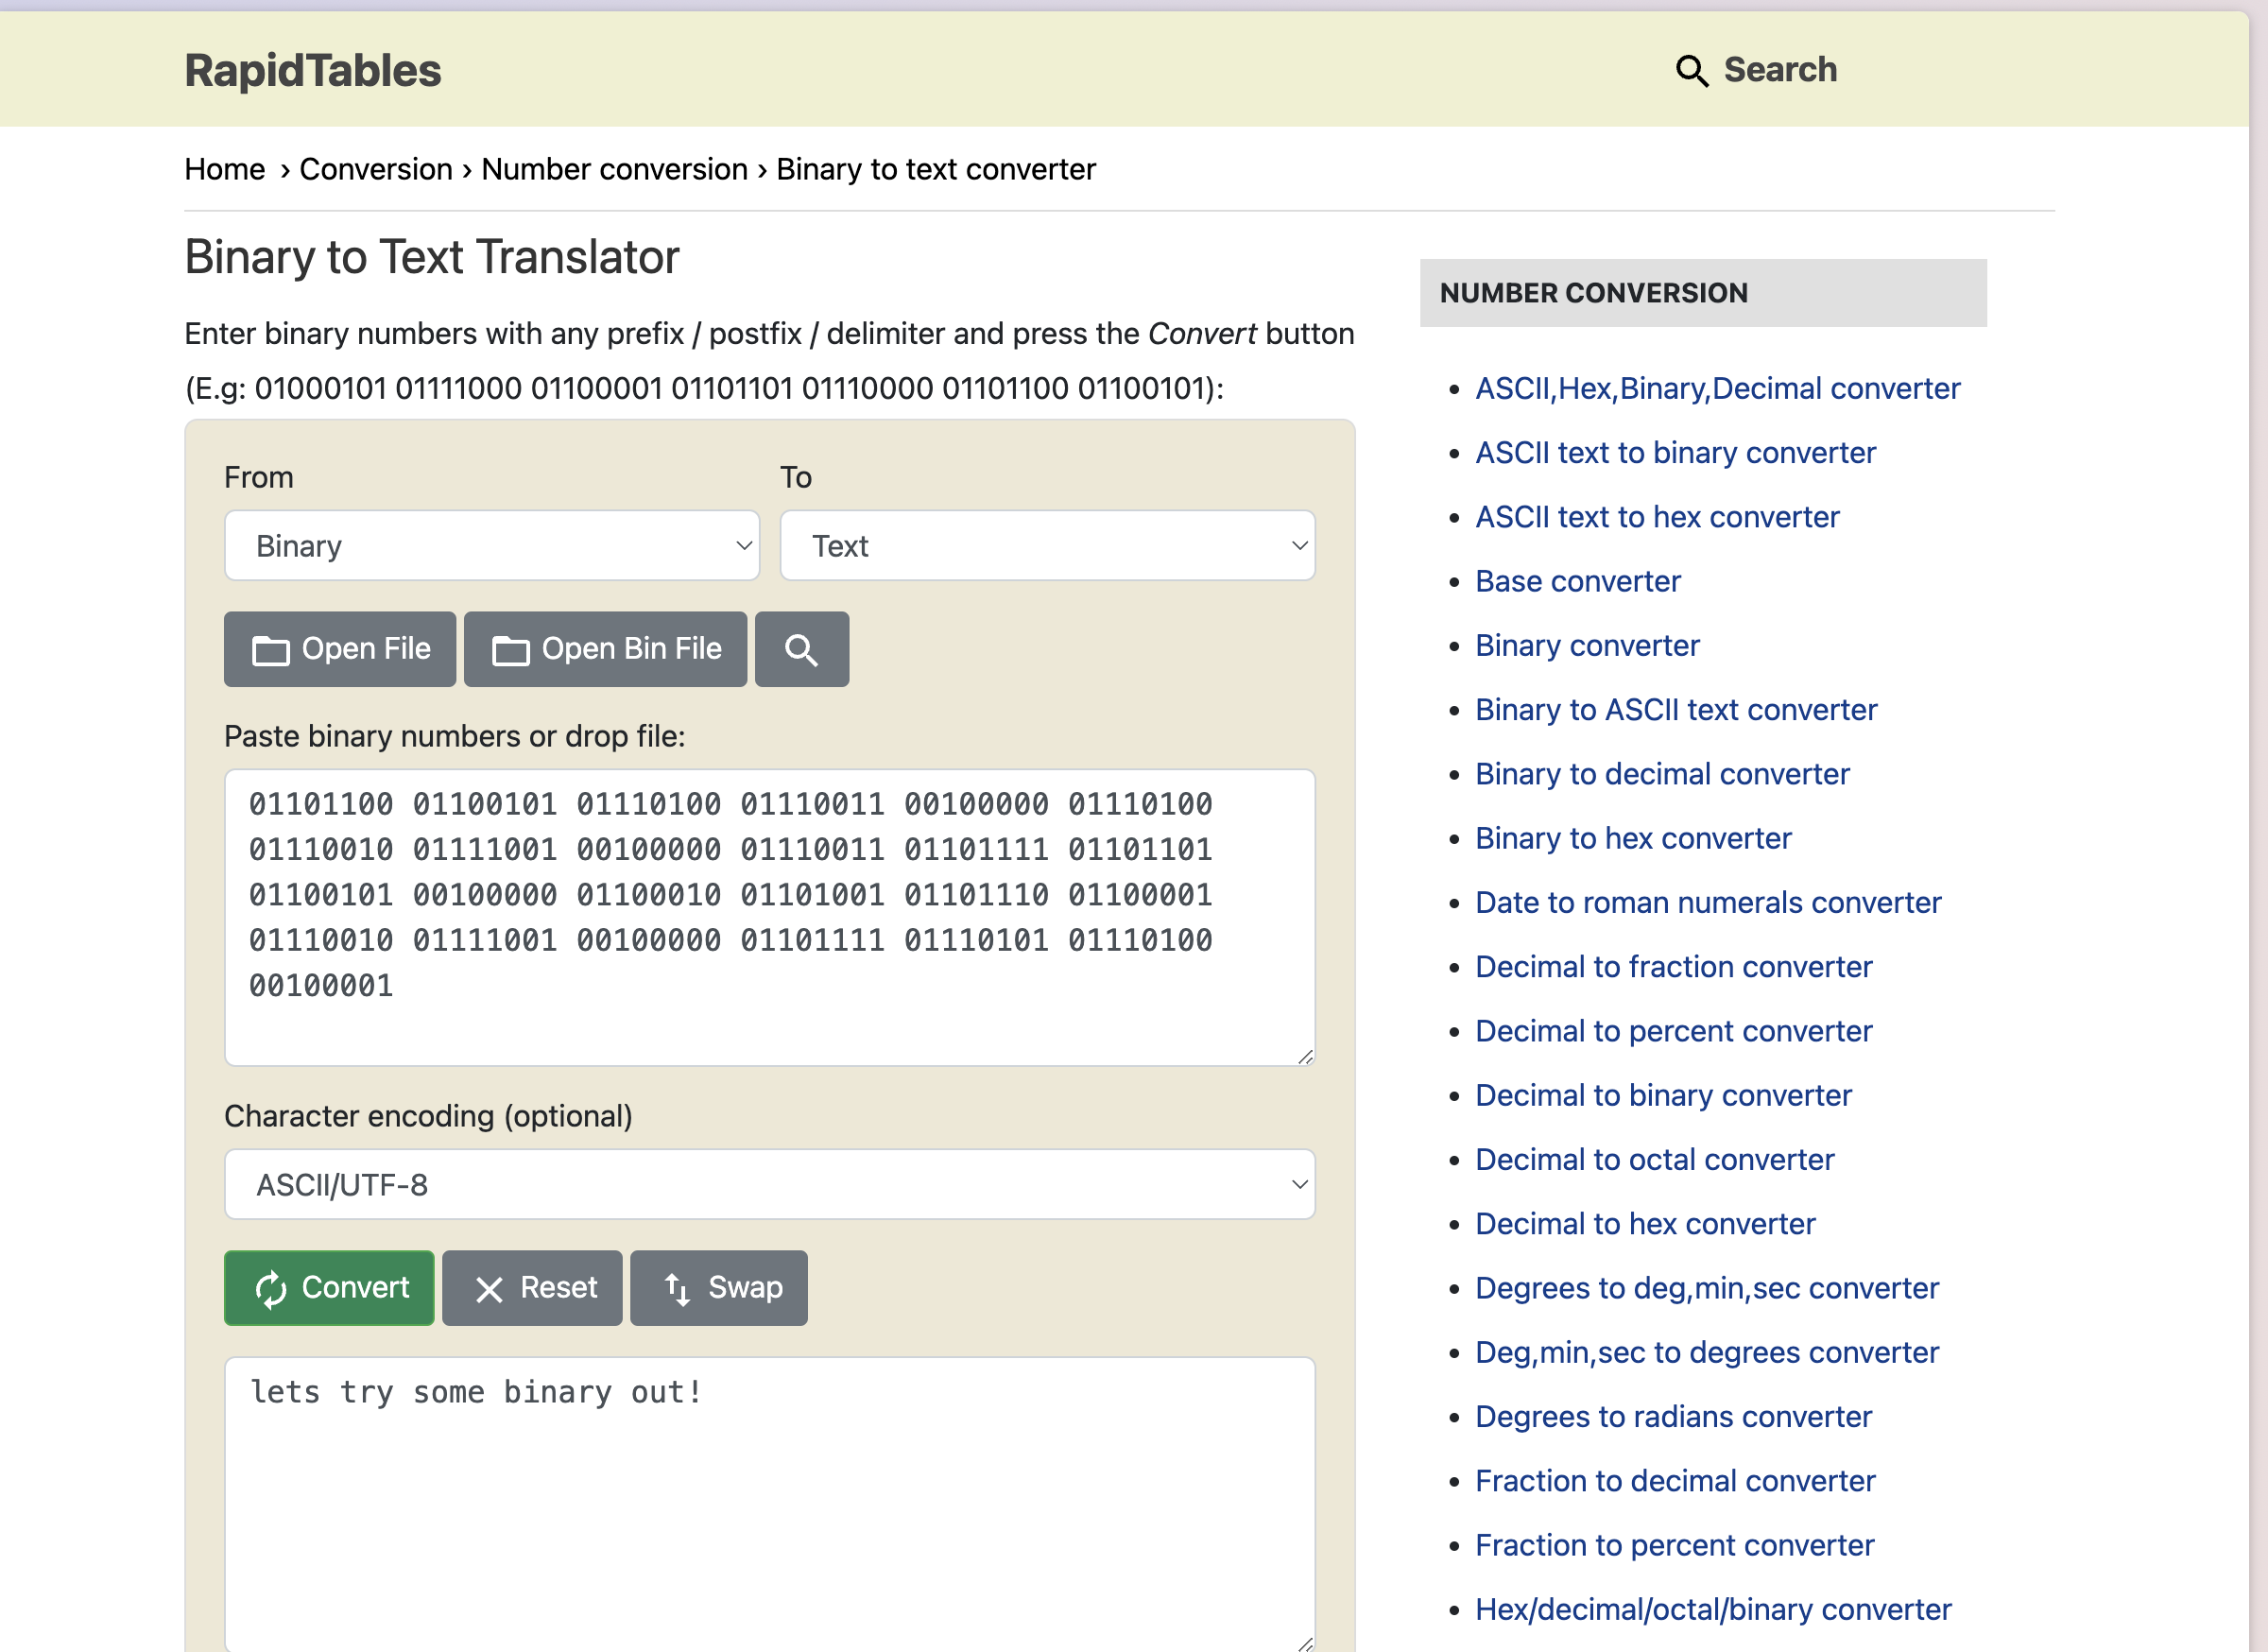 RapidTables
Search
Home › Conversion › Number conversion › Binary to text converter
Binary to Text Translator
Enter binary numbers with any prefix / postfix / delimiter and press the Convert button
(E.g: 01000101 01111000 01100001 01101101 01110000 01101100 01100101):
From
To
Binary
Text
Open File
Open Bin File
Paste binary numbers or drop file:
01101100 01100101 01110100 01110011 00100000 01110100
01110010 01111001 00100000 01110011 01101111 01101101
01100101 00100000 01100010 01101001 01101110 01100001
01110010 01111001 00100000 01101111 01110101 01110100
00100001
Character encoding (optional)
ASCII/UTF-8
Convert
Reset
Swap
lets try some binary out!
NUMBER CONVERSION
• ASCII,Hex,Binary,Decimal converter
• ASCII text to binary converter
• ASCII text to hex converter
• Base converter
• Binary converter
• Binary to ASCII text converter
• Binary to decimal converter
• Binary to hex converter
• Date to roman numerals converter
• Decimal to fraction converter
• Decimal to percent converter
• Decimal to binary converter
• Decimal to octal converter
• Decimal to hex converter
• Degrees to deg,min,sec converter
• Deg,min,sec to degrees converter
• Degrees to radians converter
• Fraction to decimal converter
• Fraction to percent converter
• Hex/decimal/octal/binary converter